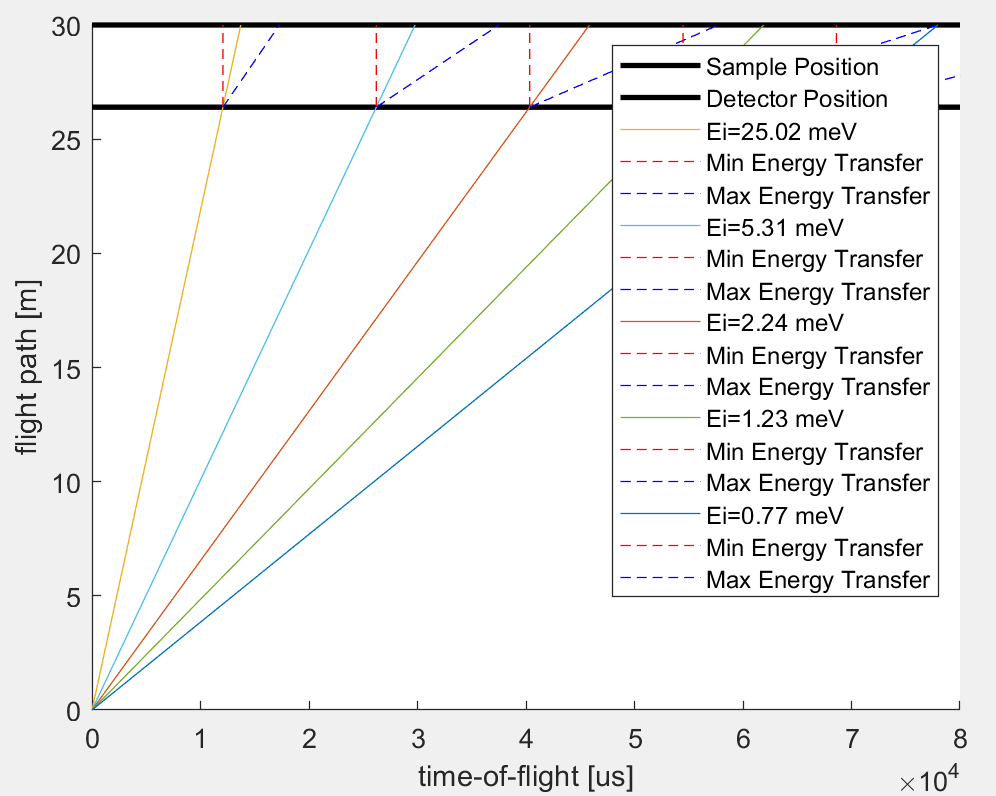 30
25
20
15
10
5
0
flight path [m]
Sample Position
Detector Position
Ei=25.02 meV
Min Energy Transfer
Max Energy Transfer
Ei=5.31 meV
Min Energy Transfer
Max Energy Transfer
Ei=2.24 meV
Min Energy Transfer
Max Energy Transfer
Ei=1.23 meV
Min Energy Transfer
Max Energy Transfer
Ei=0.77 meV
Min Energy Transfer
Max Energy Transfer
0 1 2 3 4 5 6 7 8
time-of-flight [us]
×10⁴